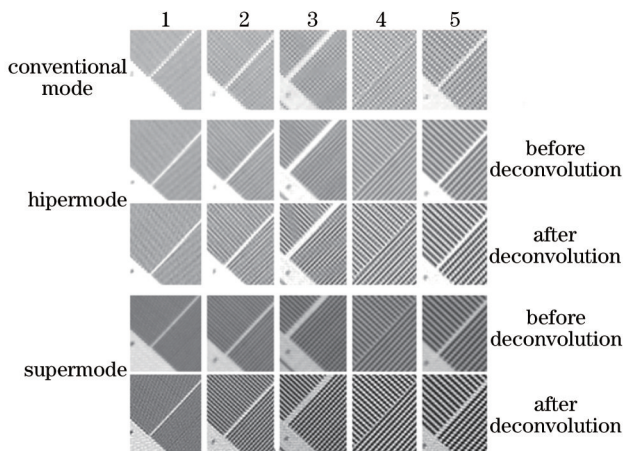 1 2 3 4 5
conventional
mode
before
deconvolution
hipermode
after
deconvolution
before
deconvolution
supermode
after
deconvolution